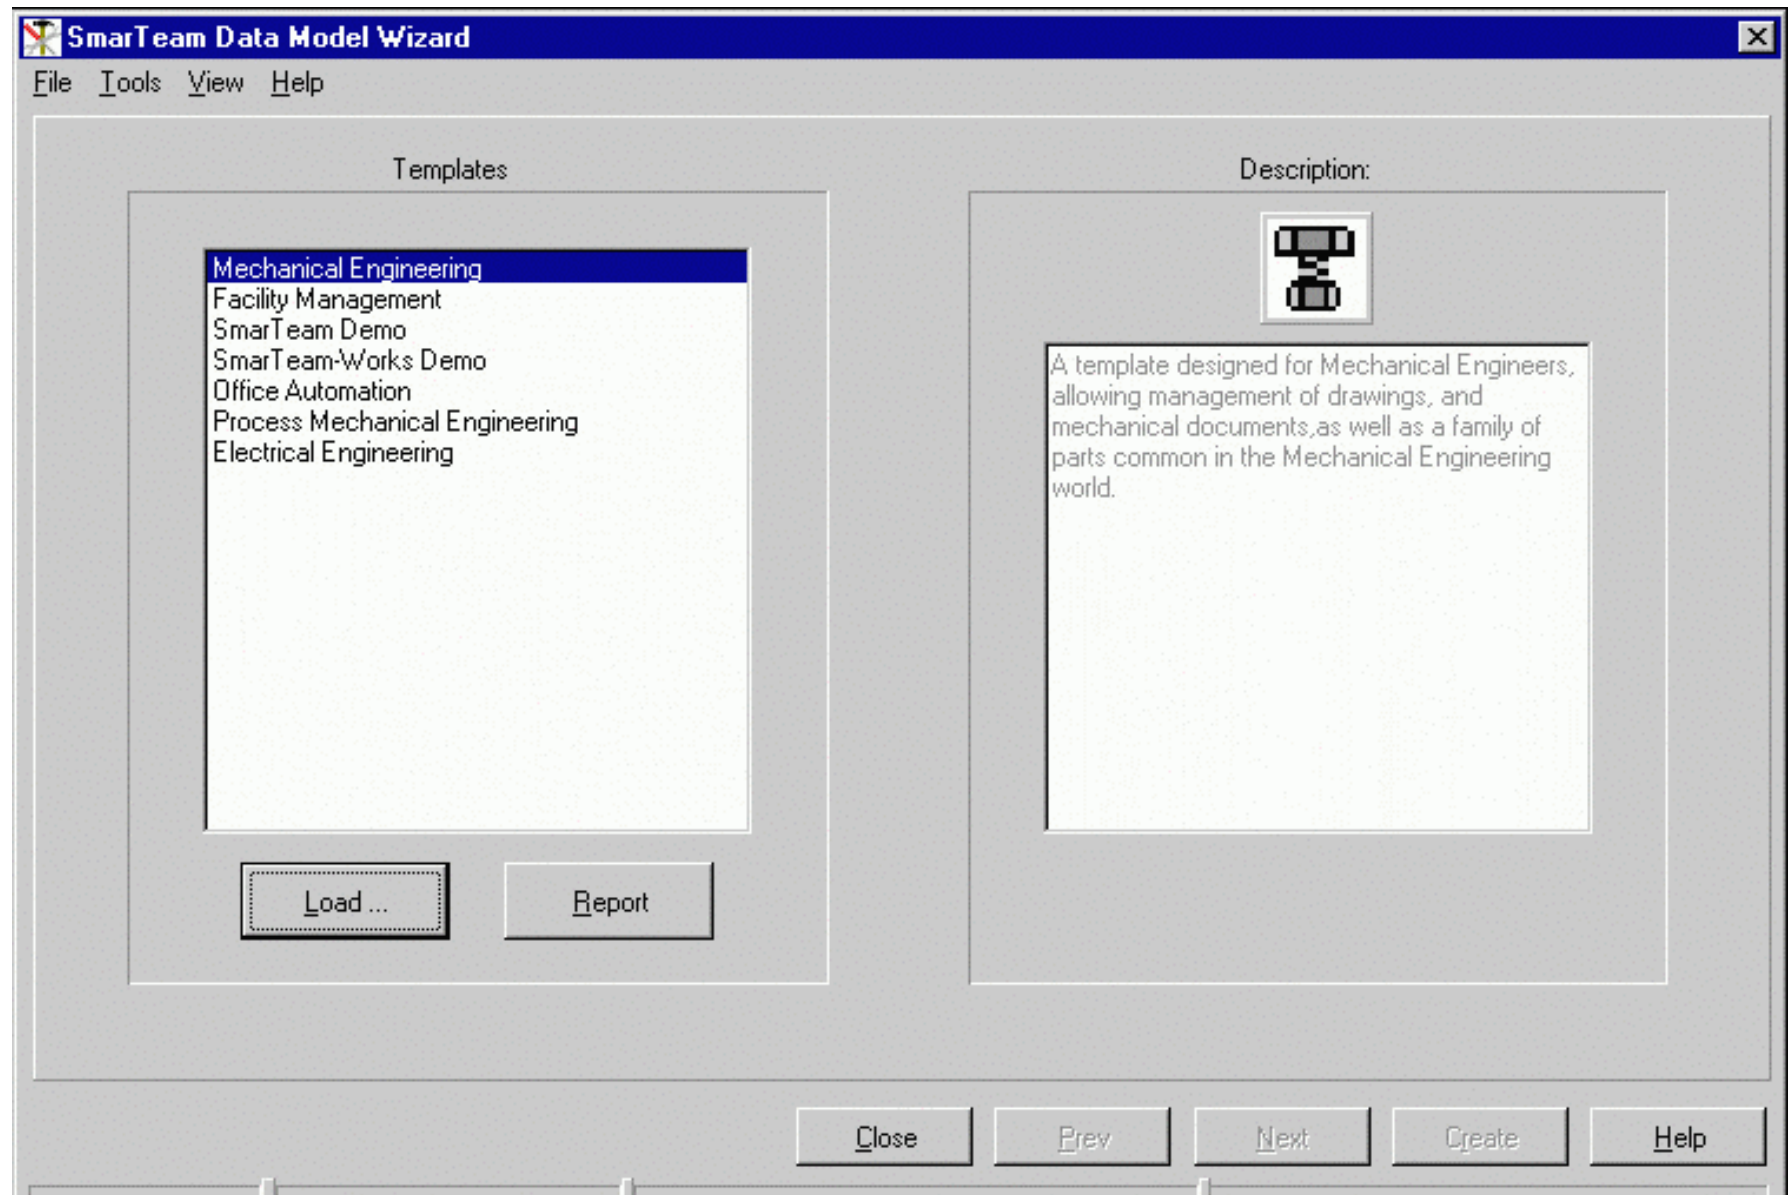 SmarTeam Data Model Wizard
File Tools View Help
Templates
Mechanical Engineering
Facility Management
SmarTeam Demo
SmarTeam-Works Demo
Office Automation
Process Mechanical Engineering
Electrical Engineering
Load ... Report
Description:
A template designed for Mechanical Engineers,
allowing management of drawings, and
mechanical documents,as well as a family of
parts common in the Mechanical Engineering
world.
Close Prev Next Create Help